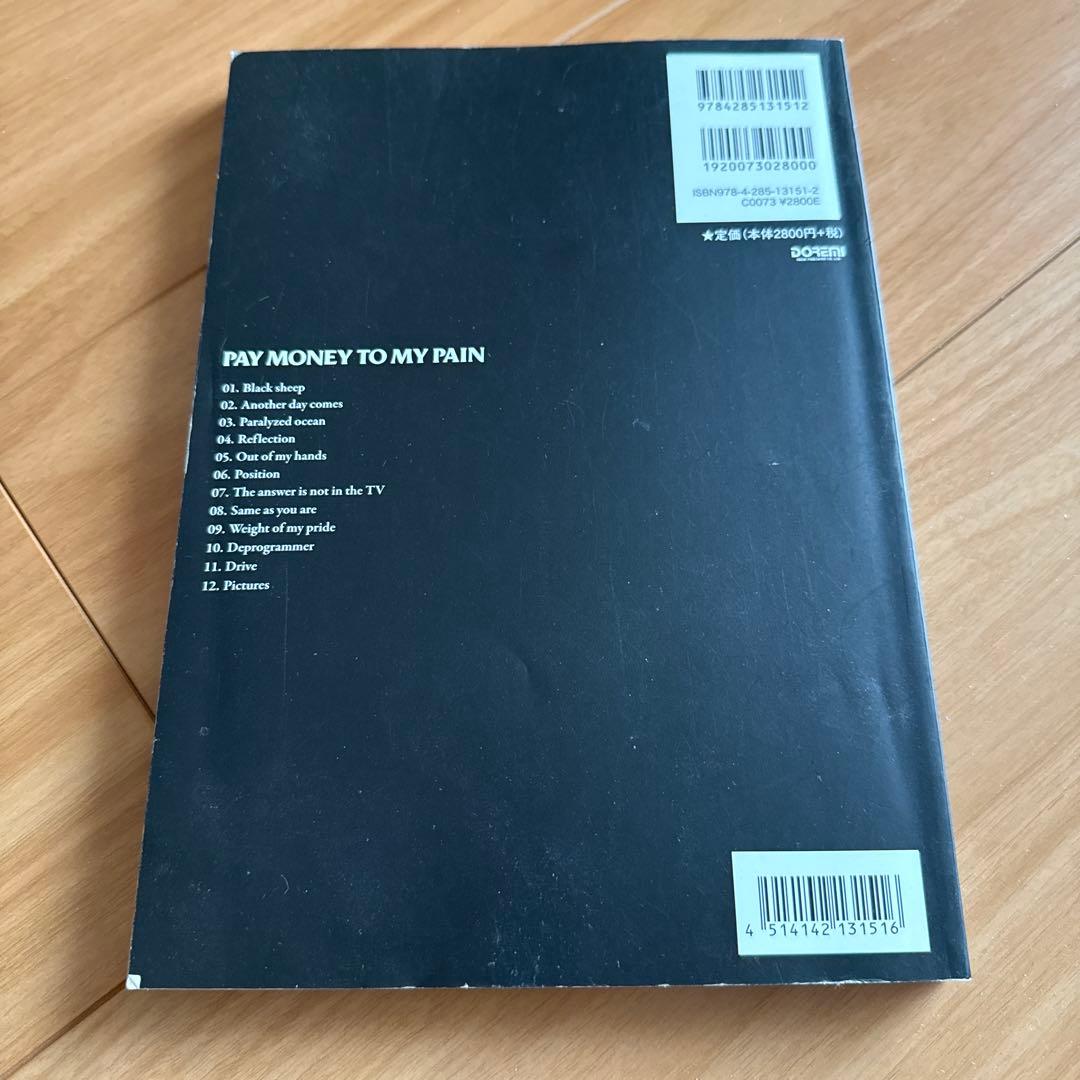 9784285131512
1920073028000
ISBN978-4-285-13151-2
C0073 ¥2800E
★定価(本体2800円+税)
DOREMI
PAY MONEY TO MY PAIN
01. Black sheep
02. Another day comes
03. Paralyzed ocean
04. Reflection
05. Out of my hands
06. Position
07. The answer is not in the TV
08. Same as you are
09. Weight of my pride
10. Deprogrammer
11. Drive
12. Pictures
4 514142 131516